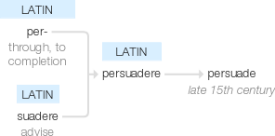 LATIN
per-
through, to
completion
LATIN
persuadere
persuade
late 15th century
LATIN
suadere
advise